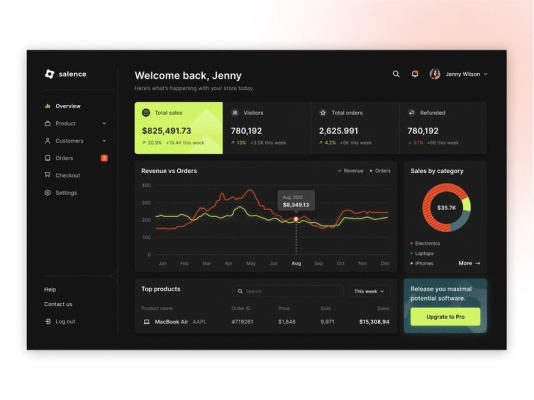 salence
Welcome back, Jenny
Here's what's happening with your store today.
Jenny Wilson
Overview
Product
Customers
Orders
2
Checkout
Settings
Help
Contact us
Log out
Total sales
$825,491.73
20.9% +18.4K this week
Visitors
780,192
13% +3.5K this week
Total orders
2,625.991
4.2% +5K this week
Refunded
780,192
+66 this week
Revenue vs Orders
Revenue
Orders
400
300
200
100
0
Aug, 2021
$8,349.13
Jan Feb Mar Apr May Jun Jul Aug Sep Oct Nov Dec
Sales by category
$35.7K
Electronics
Laptops
iPhones
More →
Top products
Search
This week
Product name Order ID Price Sold Sales
MacBook Air AAPL #719261 $1,846 9,971 $15,308,94
Release you maximal
potential software.
Upgrade to Pro